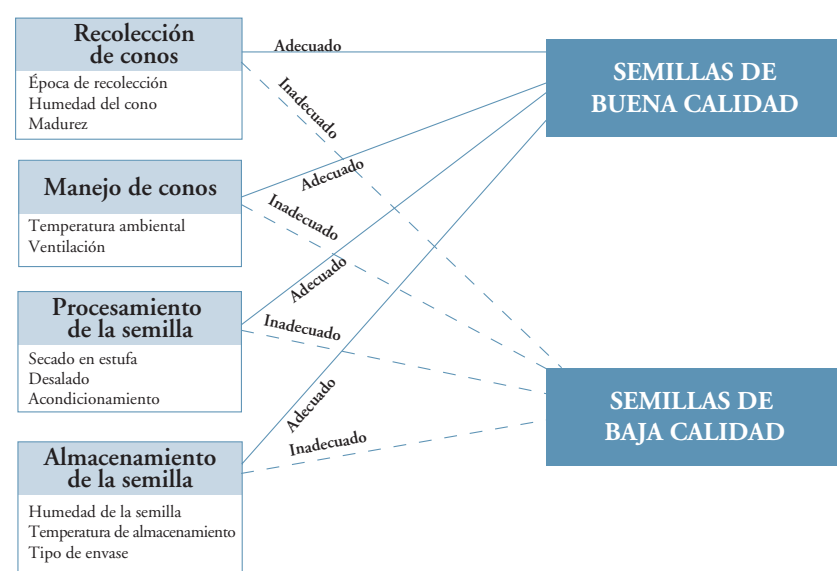 Recolección
de conos
Época de recolección
Humedad del cono
Madurez
Adecuado
Inadecuado
SEMILLAS DE
BUENA CALIDAD
Manejo de conos
Temperatura ambiental
Ventilación
Adecuado
Inadecuado
Procesamiento
de la semilla
Secado en estufa
Desalado
Acondicionamiento
Adecuado
Inadecuado
SEMILLAS DE
BAJA CALIDAD
Almacenamiento
de la semilla
Humedad de la semilla
Temperatura de almacenamiento
Tipo de envase
Adecuado
Inadecuado